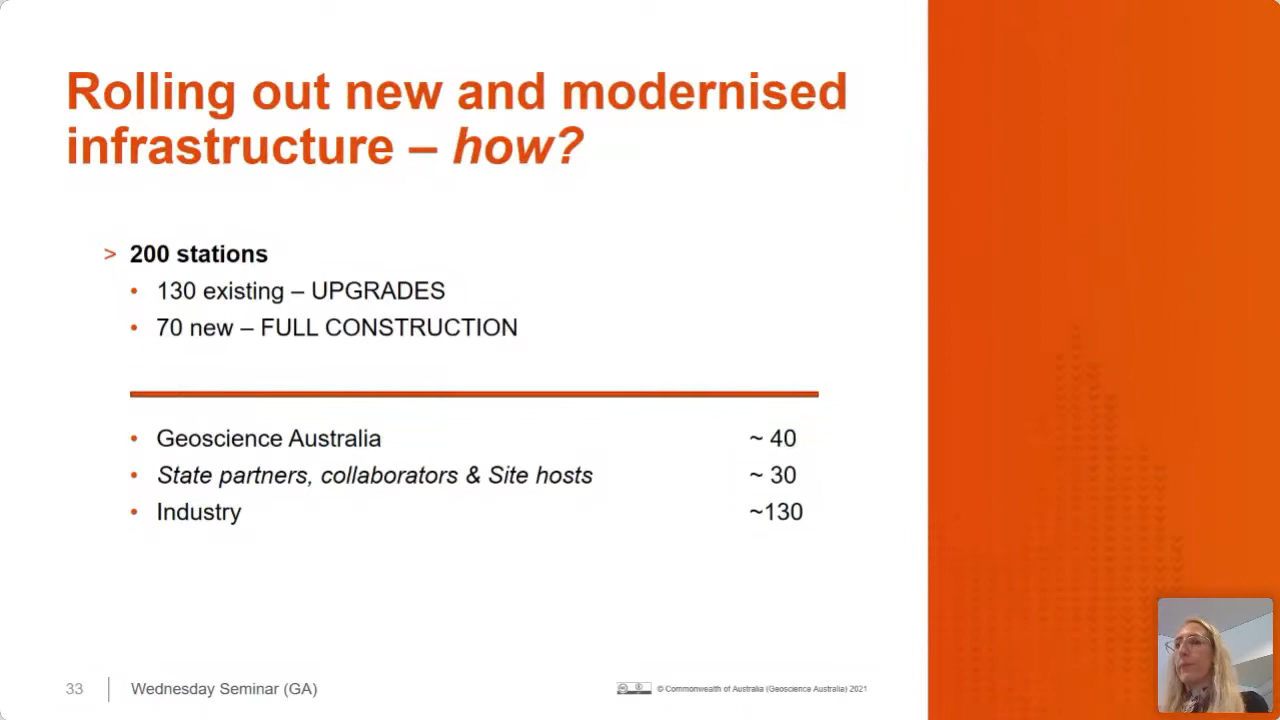 Rolling out new and modernised
infrastructure – how?
> 200 stations
• 130 existing – UPGRADES
• 70 new – FULL CONSTRUCTION
• Geoscience Australia ~ 40
• State partners, collaborators & Site hosts ~ 30
• Industry ~130
33 Wednesday Seminar (GA) © Commonwealth of Australia (Geoscience Australia) 2021